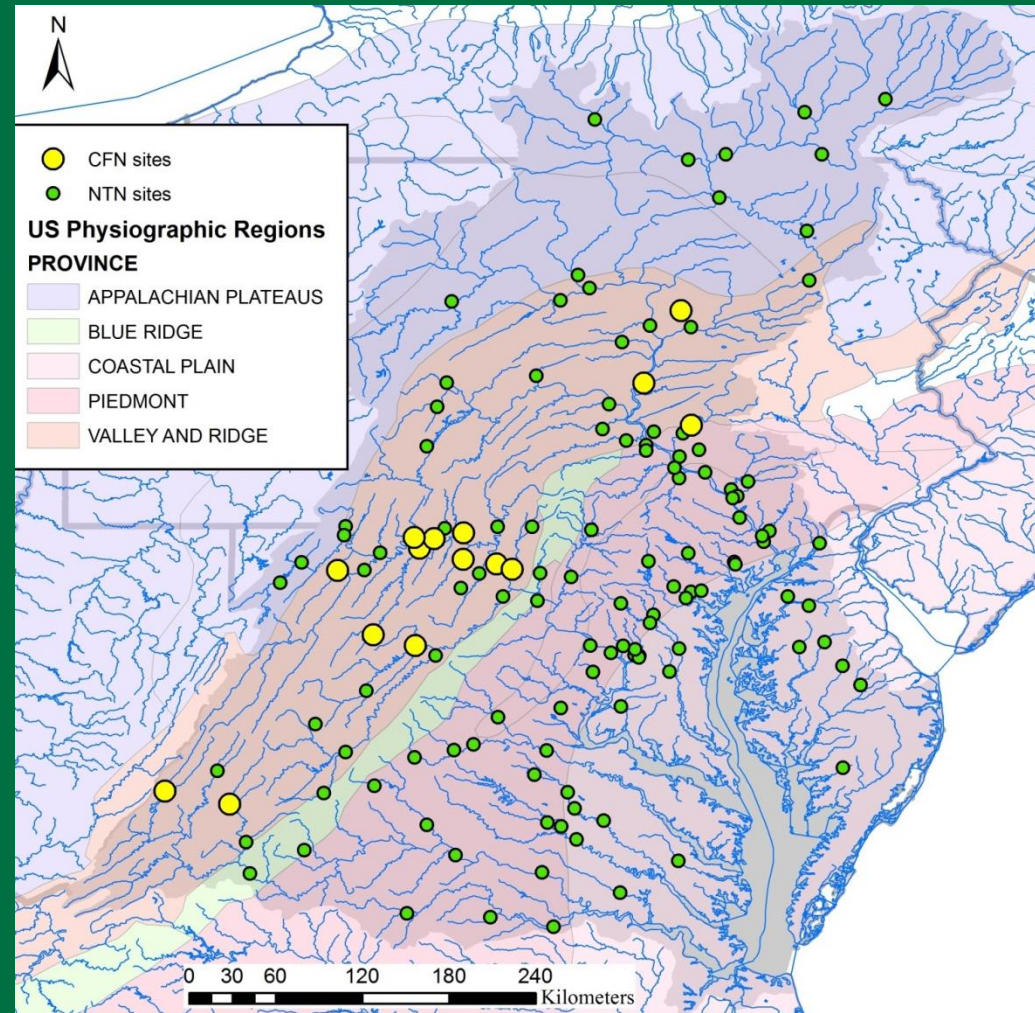 N
CFN sites
NTN sites
US Physiographic Regions
PROVINCE
APPALACHIAN PLATEAUS
BLUE RIDGE
COASTAL PLAIN
PIEDMONT
VALLEY AND RIDGE
0 30 60 120 180 240
Kilometers